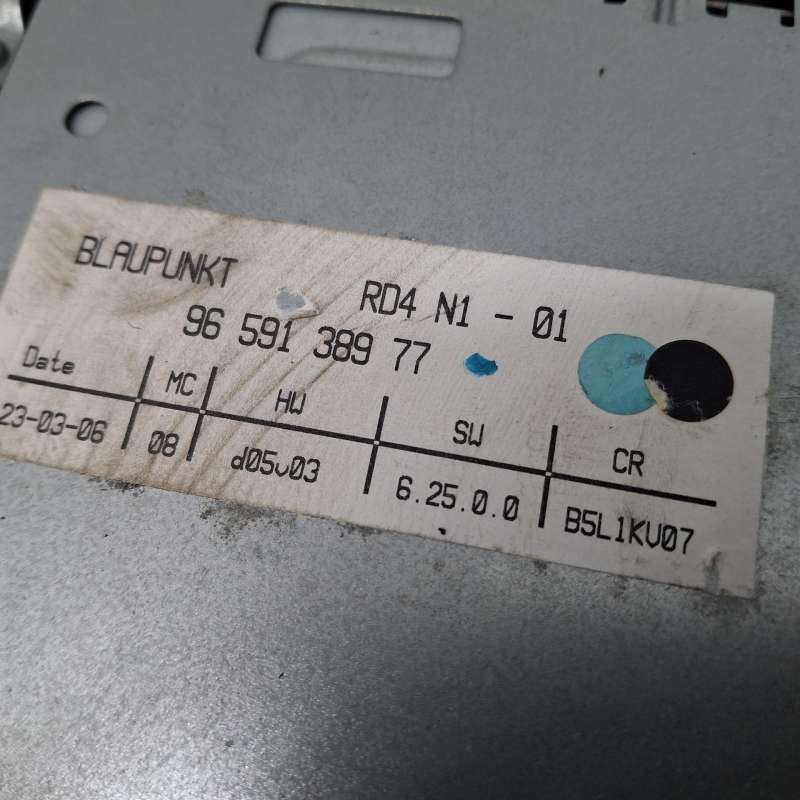 BLAUPUNKT RD4 N1 - 01
96 591 389 77
Date MC HW SW CR
23-03-06 08 d05v03 6.25.0.0 B5L1KV07